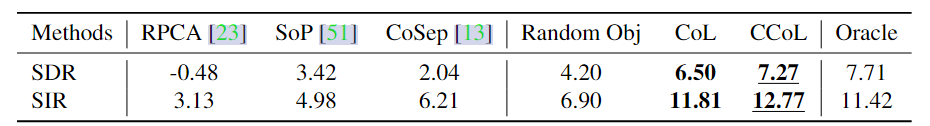 Methods RPCA [23] SoP [51] CoSep [13] Random Obj CoL CCoL Oracle
SDR -0.48 3.42 2.04 4.20 6.50 7.27 7.71
SIR 3.13 4.98 6.21 6.90 11.81 12.77 11.42